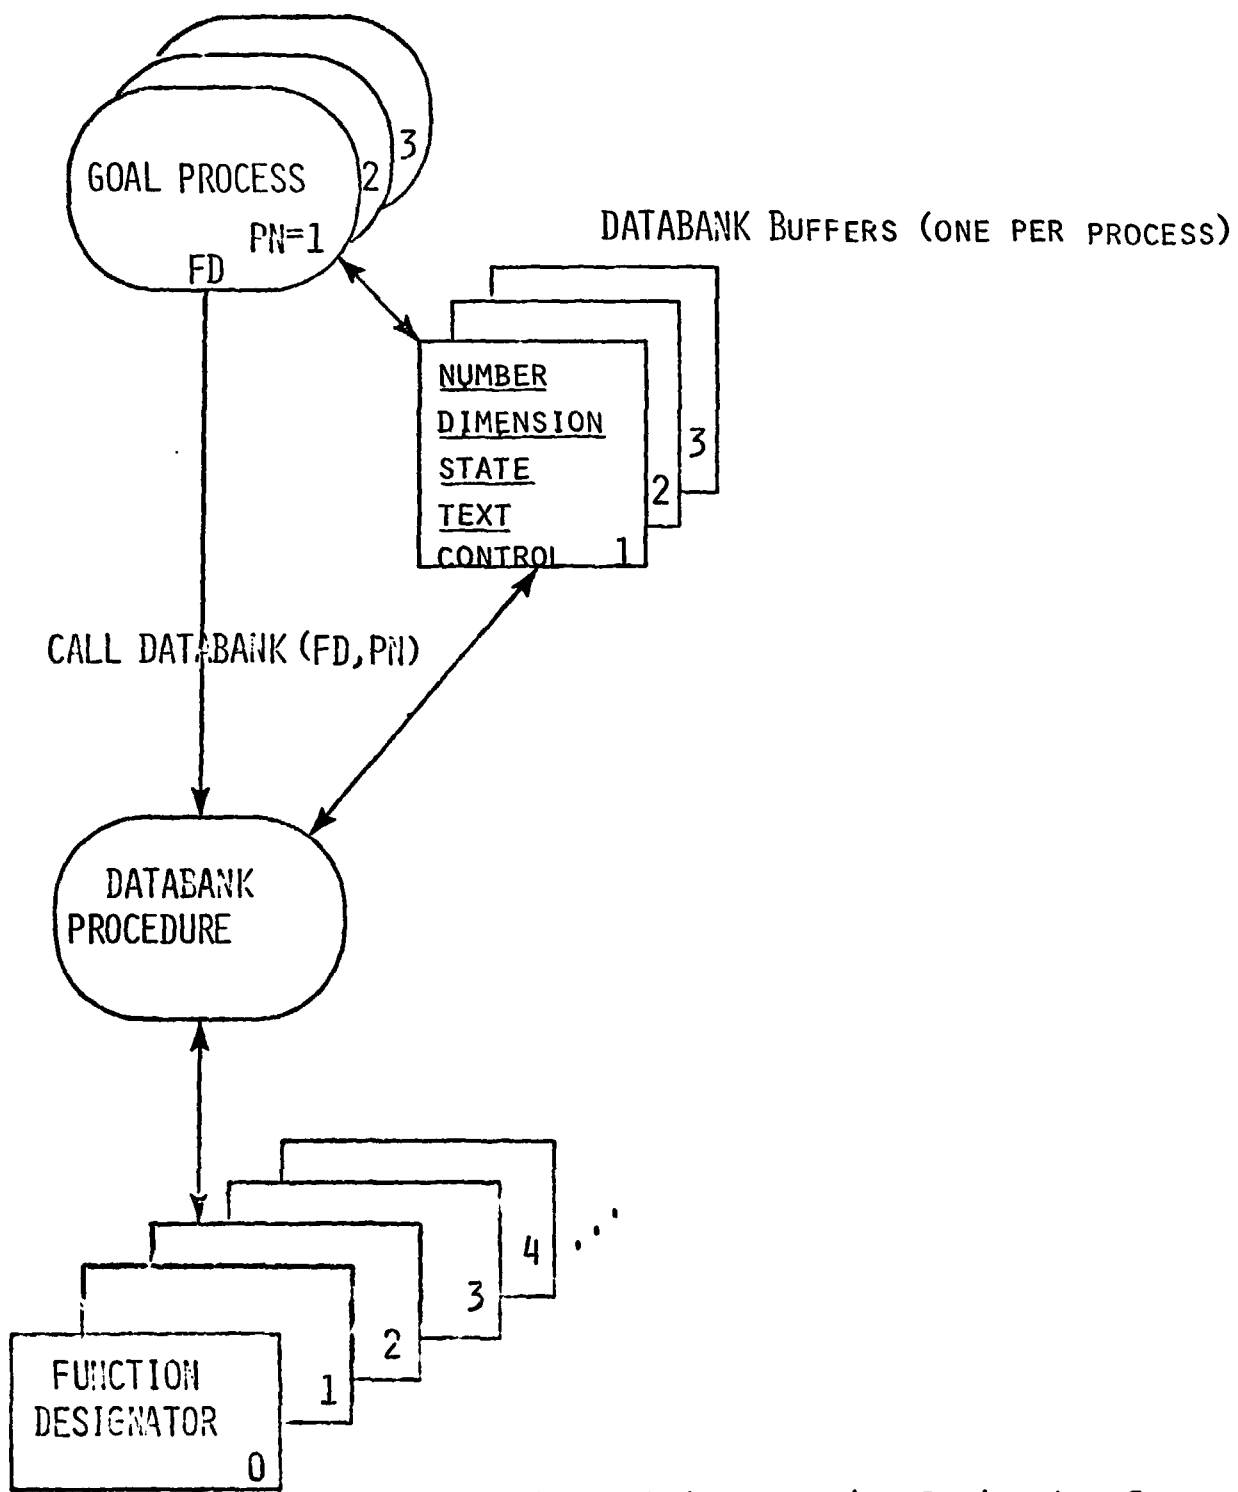 3
GOAL PROCESS 2
PN=1
FD
DATABANK BUFFERS (ONE PER PROCESS)
NUMBER
DIMENSION
STATE
TEXT
CONTROL 1
2
3
CALL DATABANK (FD,PN)
DATABANK
PROCEDURE
4
3
2
1
FUNCTION
DESIGNATOR
0